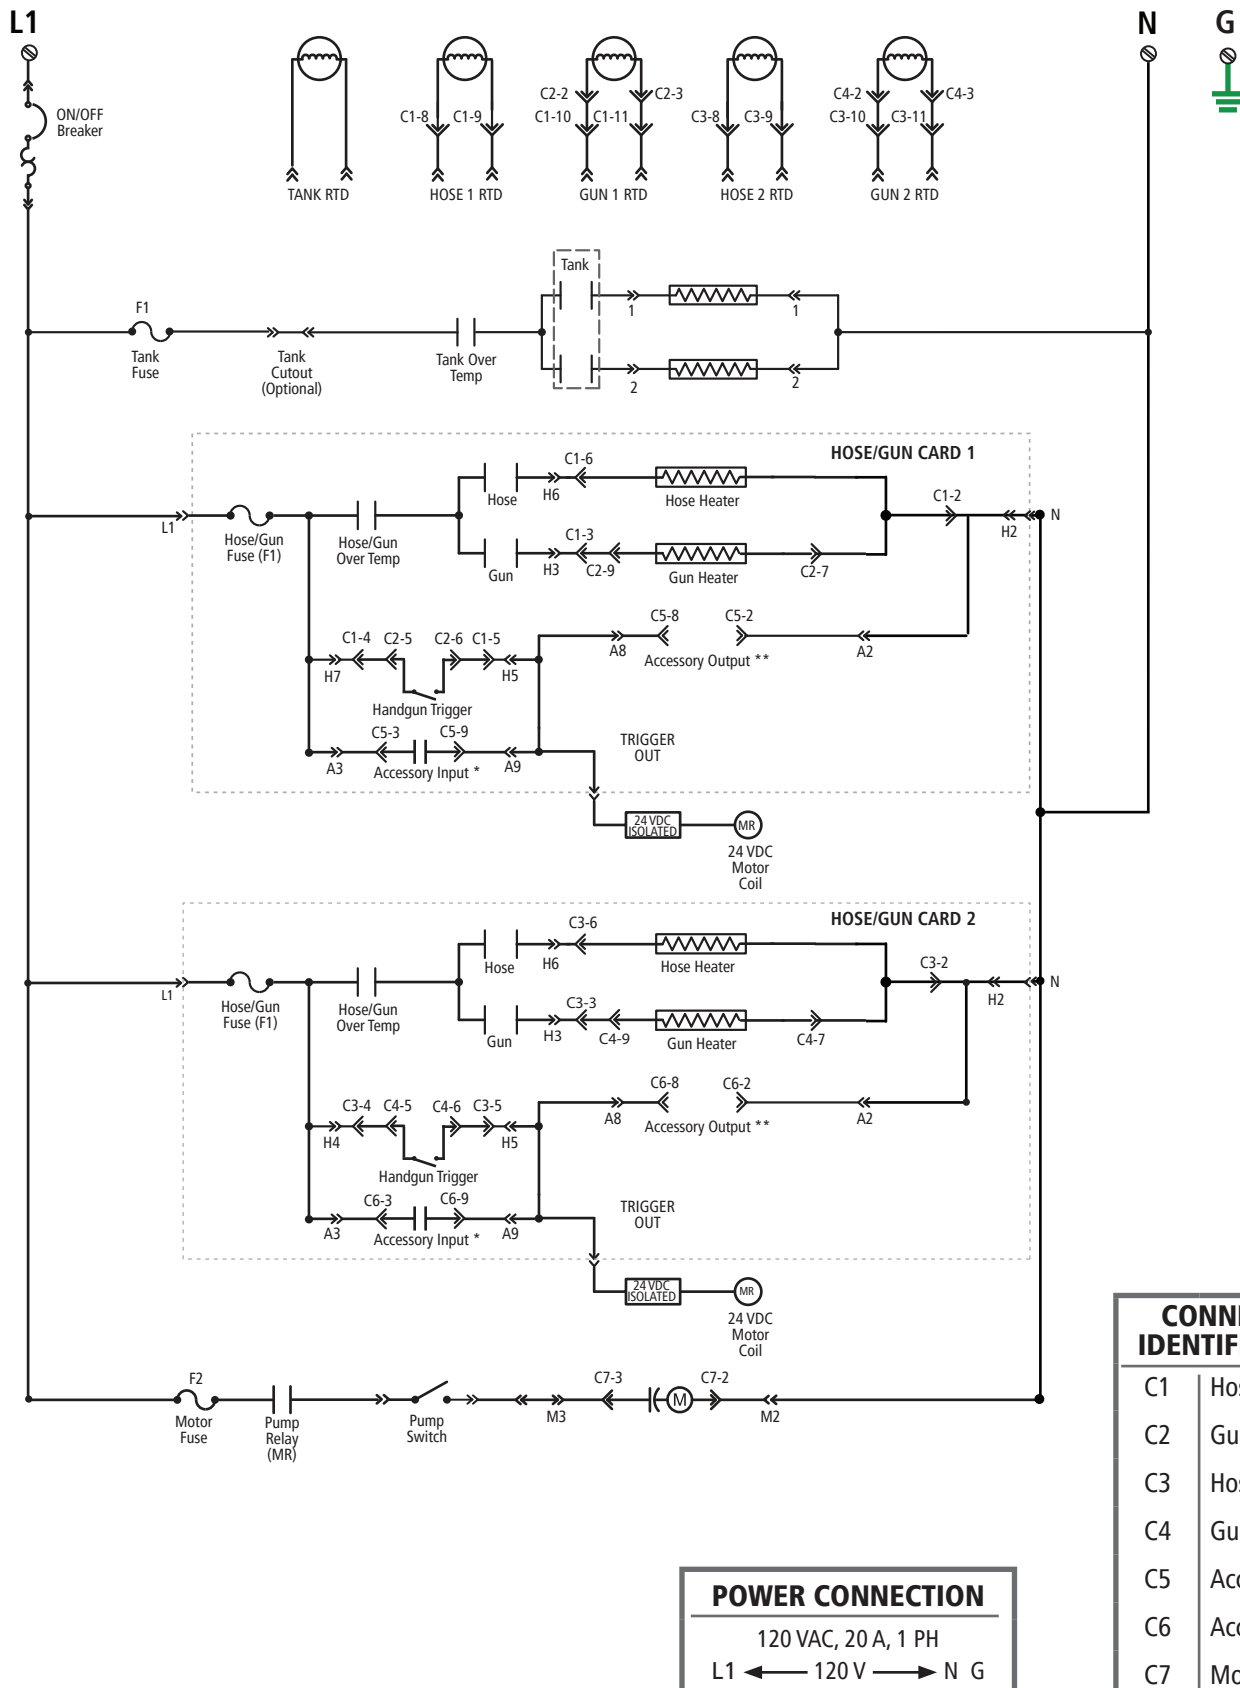 L1
N
G
ON/OFF
Breaker
C1-8
C1-9
C2-2
C2-3
C1-10
C1-11
C3-8
C3-9
C4-2
C4-3
C3-10
C3-11
TANK RTD
HOSE 1 RTD
GUN 1 RTD
HOSE 2 RTD
GUN 2 RTD
Tank
F1
Tank
Fuse
Tank
Cutout
(Optional)
Tank Over
Temp
1
1
2
2
HOSE/GUN CARD 1
L1
Hose/Gun
Fuse (F1)
Hose/Gun
Over Temp
Hose
H6
C1-6
Hose Heater
Gun
H3
C1-3
C2-9
Gun Heater
C2-7
C1-2
H2
N
C1-4
C2-5
C2-6
C1-5
H7
H5
Handgun Trigger
A8
C5-8
C5-2
Accessory Output **
A2
A3
C5-3
C5-9
Accessory Input *
A9
TRIGGER
OUT
24 VDC
ISOLATED
MR
24 VDC
Motor
Coil
HOSE/GUN CARD 2
L1
Hose/Gun
Fuse (F1)
Hose/Gun
Over Temp
Hose
H6
C3-6
Hose Heater
Gun
H3
C3-3
C4-9
Gun Heater
C4-7
C3-2
H2
N
C3-4
C4-5
C4-6
C3-5
H4
H5
Handgun Trigger
A8
C6-8
C6-2
Accessory Output **
A2
A3
C6-3
C6-9
Accessory Input *
A9
TRIGGER
OUT
24 VDC
ISOLATED
MR
24 VDC
Motor
Coil
F2
Motor
Fuse
Pump
Relay
(MR)
Pump
Switch
M3
C7-3
M
C7-2
M2
POWER CONNECTION
120 VAC, 20 A, 1 PH
L1 120 V N G
CONN
IDENTIF
C1 Hos
C2 Gu
C3 Hos
C4 Gu
C5 Acc
C6 Acc
C7 Mo